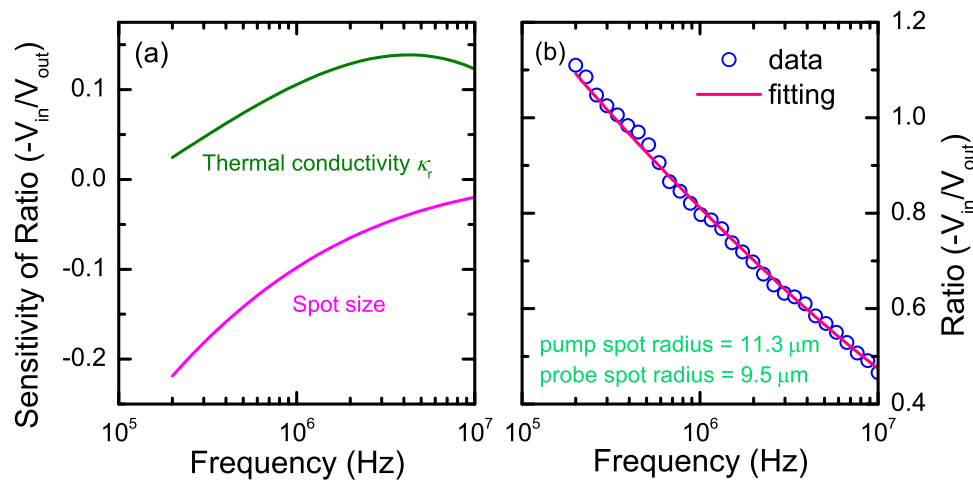 (a)
Sensitivity of Ratio (-V_in/V_out)
0.1
0.0
-0.1
-0.2
Thermal conductivity κ_r
Spot size
10^5
10^6
10^7
Frequency (Hz)
(b)
data
fitting
pump spot radius = 11.3 μm
probe spot radius = 9.5 μm
1.2
1.0
0.8
0.6
0.4
Ratio (-V_in/V_out)
10^5
10^6
10^7
Frequency (Hz)